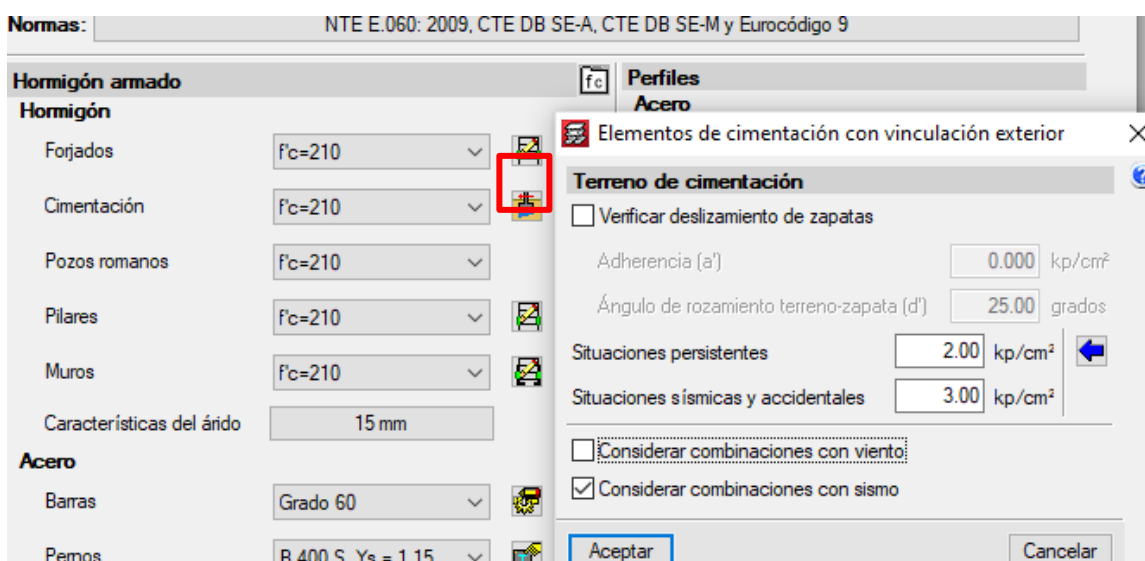 Normas: NTE E.060: 2009, CTE DB SE-A, CTE DB SE-M y Eurocódigo 9
Hormigón armado
fc
Perfiles
Acero
Hormigón
Forjados f'c=210
Cimentación f'c=210
Pozos romanos f'c=210
Pilares f'c=210
Muros f'c=210
Características del árido 15 mm
Acero
Barras Grado 60
Pernos B 400 S, Ys = 1.15
Elementos de cimentación con vinculación exterior
Terreno de cimentación
Verificar deslizamiento de zapatas
Adherencia (a') 0.000 kp/cm²
Ángulo de rozamiento terreno-zapata (d') 25.00 grados
Situaciones persistentes 2.00 kp/cm²
Situaciones sísmicas y accidentales 3.00 kp/cm²
Considerar combinaciones con viento
Considerar combinaciones con sismo
Aceptar
Cancelar